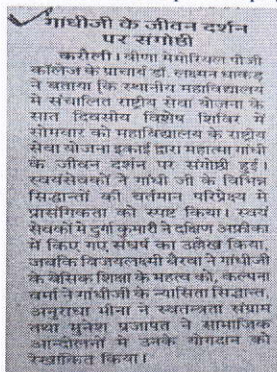 गांधीजी के जीवन दर्शन
पर संगोष्ठी
करौली। वीणा मेमोरियल पीजी
कॉलेज के प्राचार्य डॉ. लक्ष्मण धाकड़
ने बताया कि स्थानीय महाविद्यालय
में संचालित राष्ट्रीय सेवा योजना के
सात दिवसीय विशेष शिविर में
सोमवार को महाविद्यालय के राष्ट्रीय
सेवा योजना इकाई द्वारा महात्मा गांधी
के जीवन दर्शन पर संगोष्ठी हुई।
स्वयंसेवकों ने गांधी जी के विभिन्न
सिद्धान्तों की वर्तमान परिप्रेक्ष्य में
प्रासंगिकता को स्पष्ट किया। स्वयं
सेवकों में दुर्गा कुमारी ने दक्षिण अफ्रीका
में किए गए संघर्ष का उल्लेख किया,
जबकि विजयलक्ष्मी बैरवा ने गांधीजी
के बेसिक शिक्षा के महत्व को, कल्पना
वर्मा ने गांधीजी के न्यासिता सिद्धान्त,
अनुराधा मीना ने स्वतन्त्रता संग्राम
तथा मुनेश प्रजापत ने सामाजिक
आन्दोलनों में उनके योगदान को
रेखांकित किया।